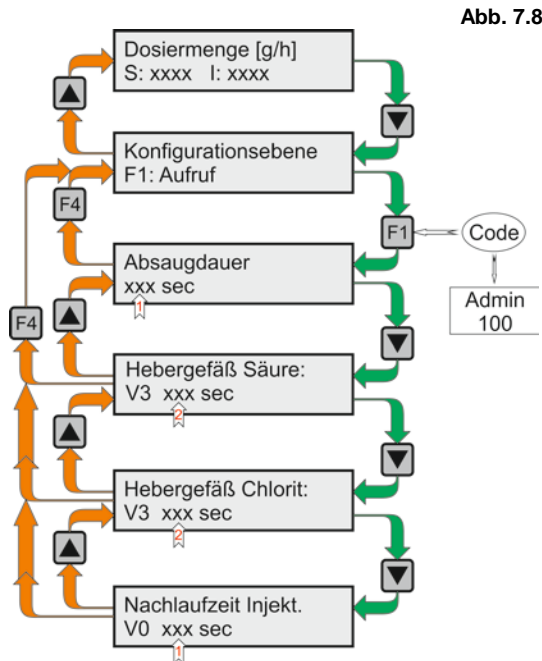 Abb. 7.8
Dosiermenge [g/h]
S: xxxx I: xxxx
▲
▼
Konfigurationsebene
F1: Aufruf
F4
F1
Code
Admin
100
Absaugdauer
xxx sec
1
F4
▲
▼
Hebergefäß Säure:
V3 xxx sec
2
▲
▼
Hebergefäß Chlorit:
V3 xxx sec
2
▲
▼
Nachlaufzeit Injekt.
V0 xxx sec
1